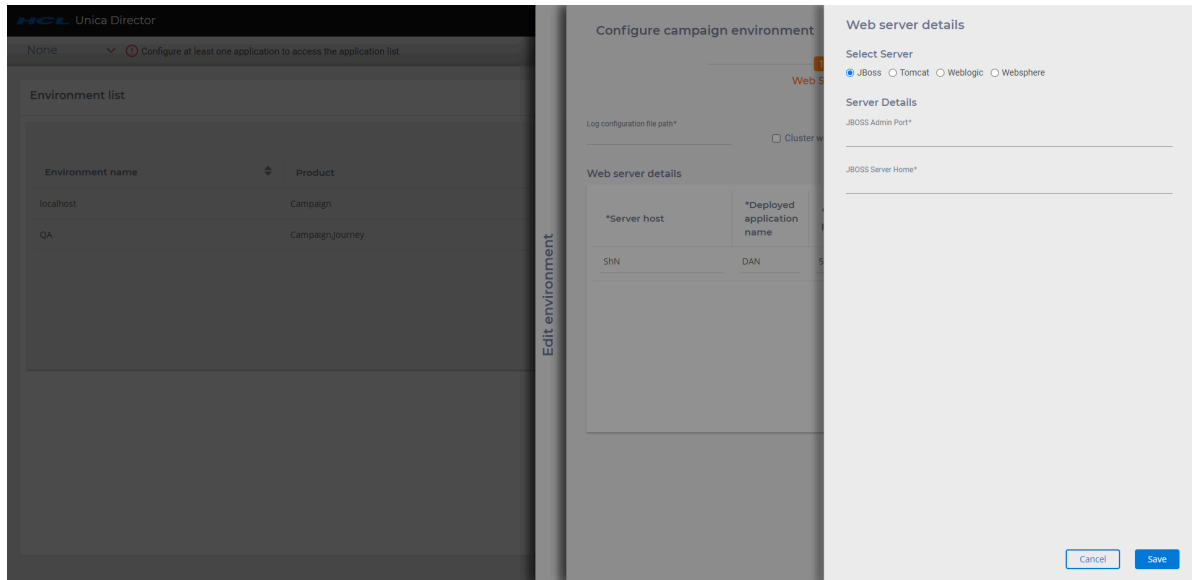 HCL Unica Director
None
Configure at least one application to access the application list.
Environment list
Environment name
Product
localhost
Campaign
QA
Campaign,Journey
Edit environment
Configure campaign environment
1
Web S
Log configuration file path*
Cluster w
Web server details
*Server host
*Deployed
application
name
ShN
DAN
5
Web server details
Select Server
JBoss Tomcat Weblogic Websphere
Server Details
JBOSS Admin Port*
JBOSS Server Home*
Cancel Save